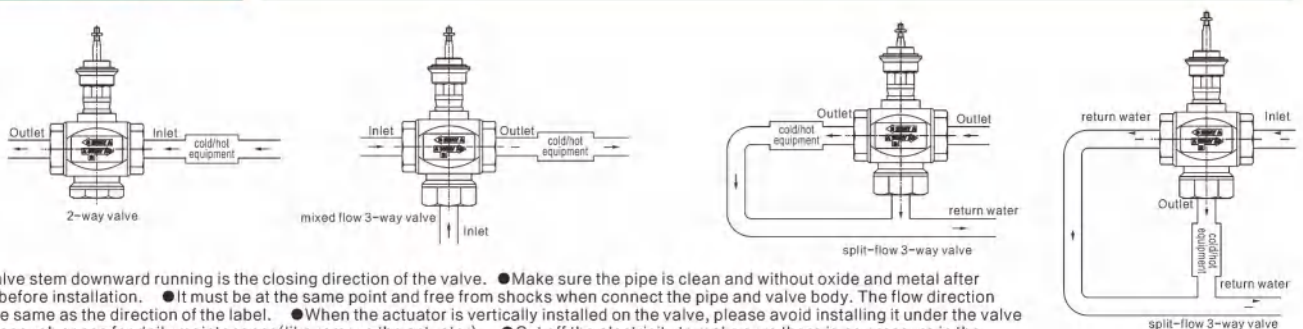 Outlet
Inlet
cold/hot
equipment
2-way valve
Inlet
Outlet
cold/hot
equipment
mixed flow 3-way valve
Inlet
cold/hot
equipment
Outlet
Outlet
return water
split-flow 3-way valve
return water
Inlet
Outlet
cold/hot
equipment
return water
split-flow 3-way valve
alve stem downward running is the closing direction of the valve. ●Make sure the pipe is clean and without oxide and metal after
before installation. ●It must be at the same point and free from shocks when connect the pipe and valve body. The flow direction
e same as the direction of the label. ●When the actuator is vertically installed on the valve, please avoid installing it under the valve